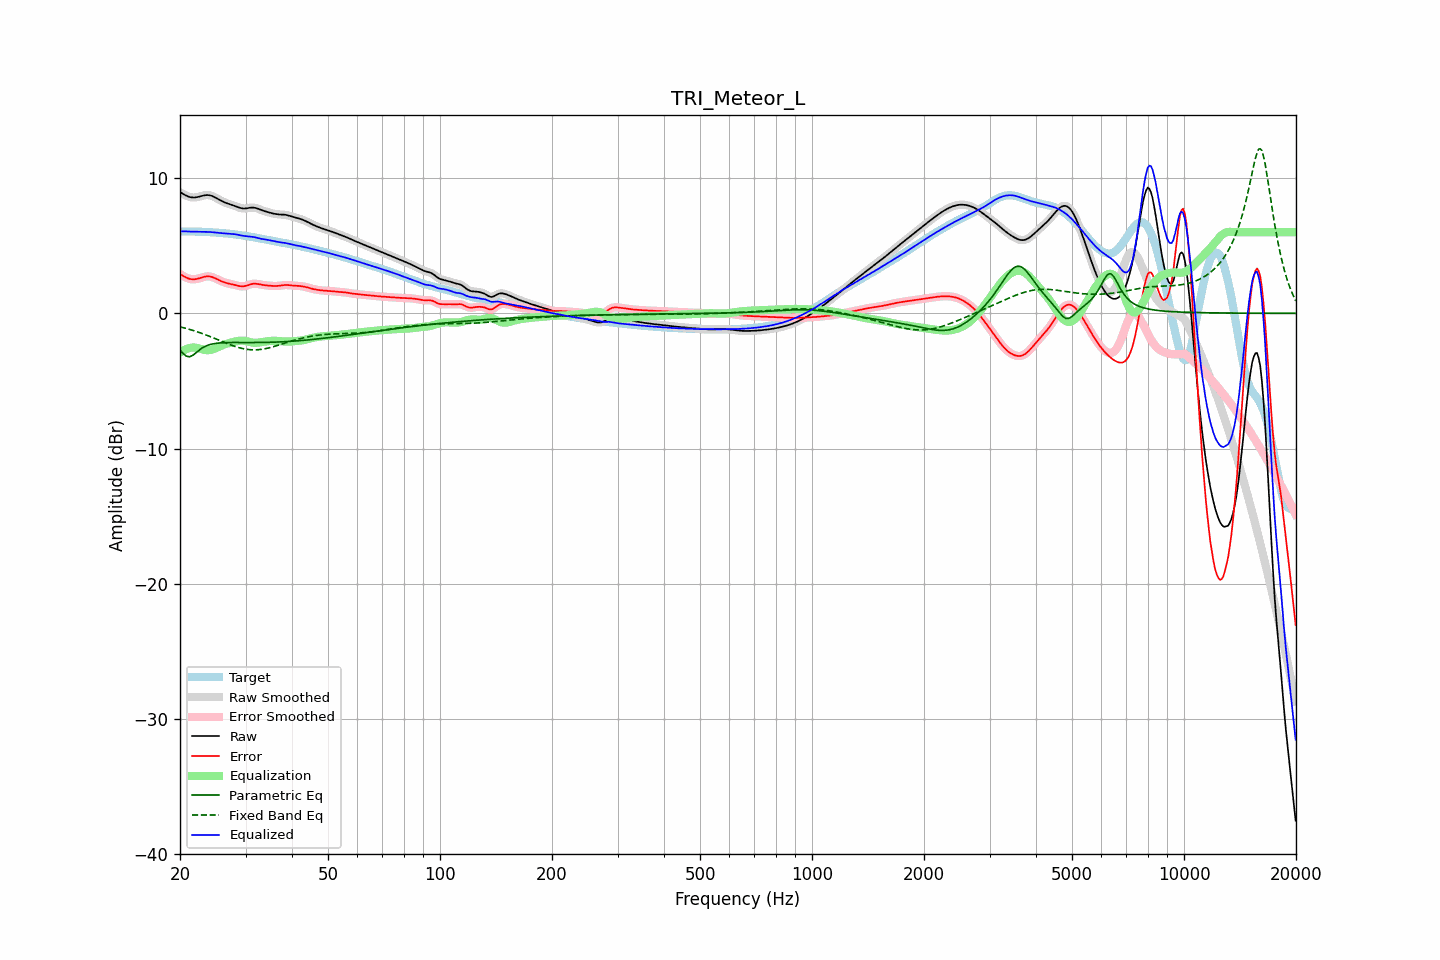 TRI_Meteor_L
10
0
−10
−20
−30
−40
Amplitude (dBr)
Target
Raw Smoothed
Error Smoothed
Raw
Error
Equalization
Parametric Eq
Fixed Band Eq
Equalized
20 50 100 200 500 1000 2000 5000 10000 20000
Frequency (Hz)